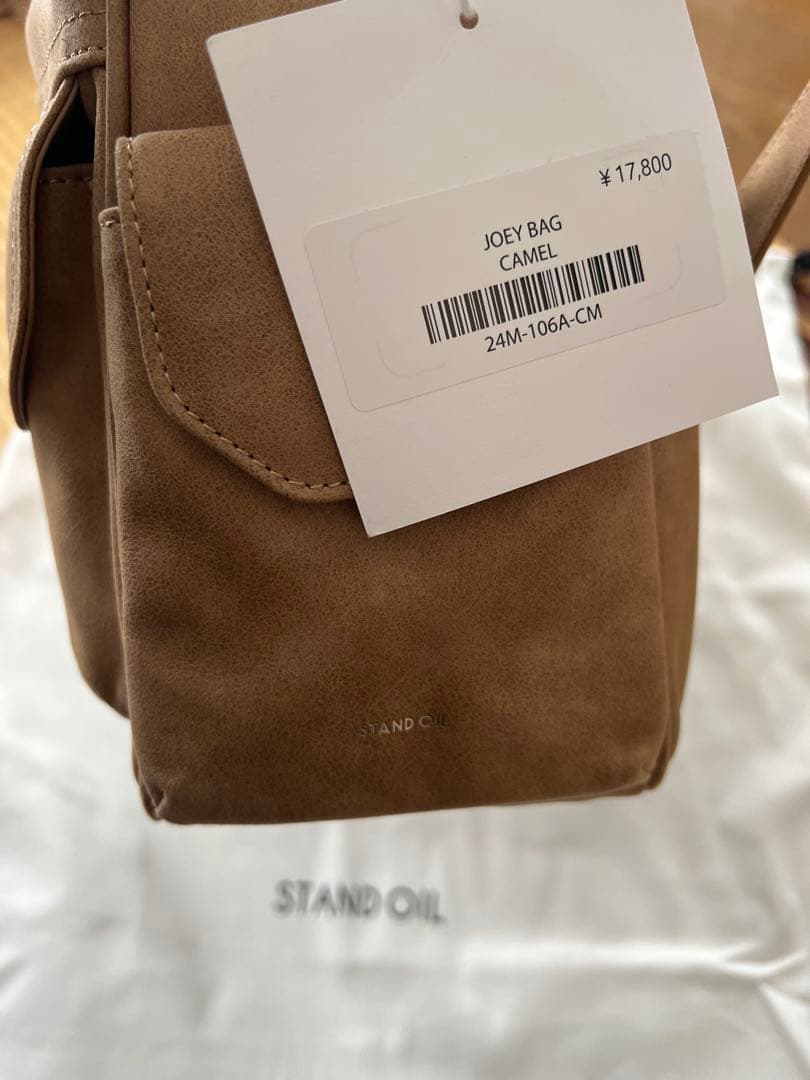 ¥17,800
JOEY BAG
CAMEL
24M-106A-CM
STAND OIL
STAND OIL